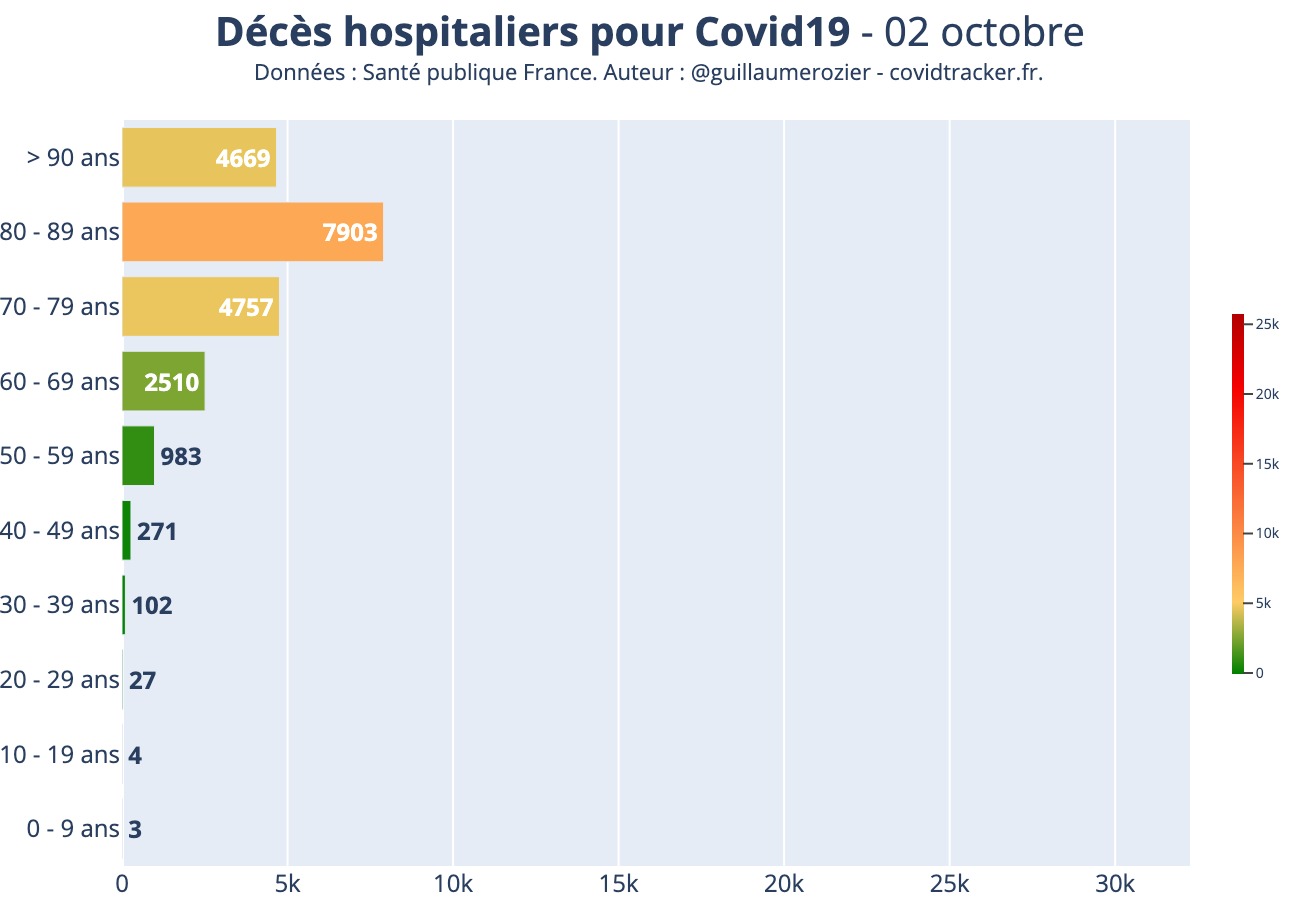 Décès hospitaliers pour Covid19 - 02 octobre
Données : Santé publique France. Auteur : @guillaumerozier - covidtracker.fr.
> 90 ans 4669
80 - 89 ans 7903
70 - 79 ans 4757
60 - 69 ans 2510
50 - 59 ans 983
40 - 49 ans 271
30 - 39 ans 102
20 - 29 ans 27
10 - 19 ans 4
0 - 9 ans 3
0 5k 10k 15k 20k 25k 30k
25k
20k
15k
10k
5k
0